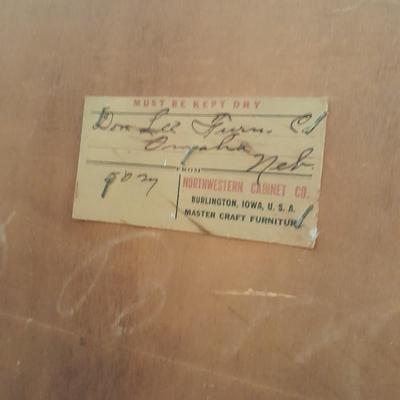 MUST BE KEPT DRY
Don Lee Furn. Co
Omaha
Neb.
FROM
NORTHWESTERN CABINET CO.
BURLINGTON, IOWA, U. S. A.
MASTER CRAFT FURNITURE